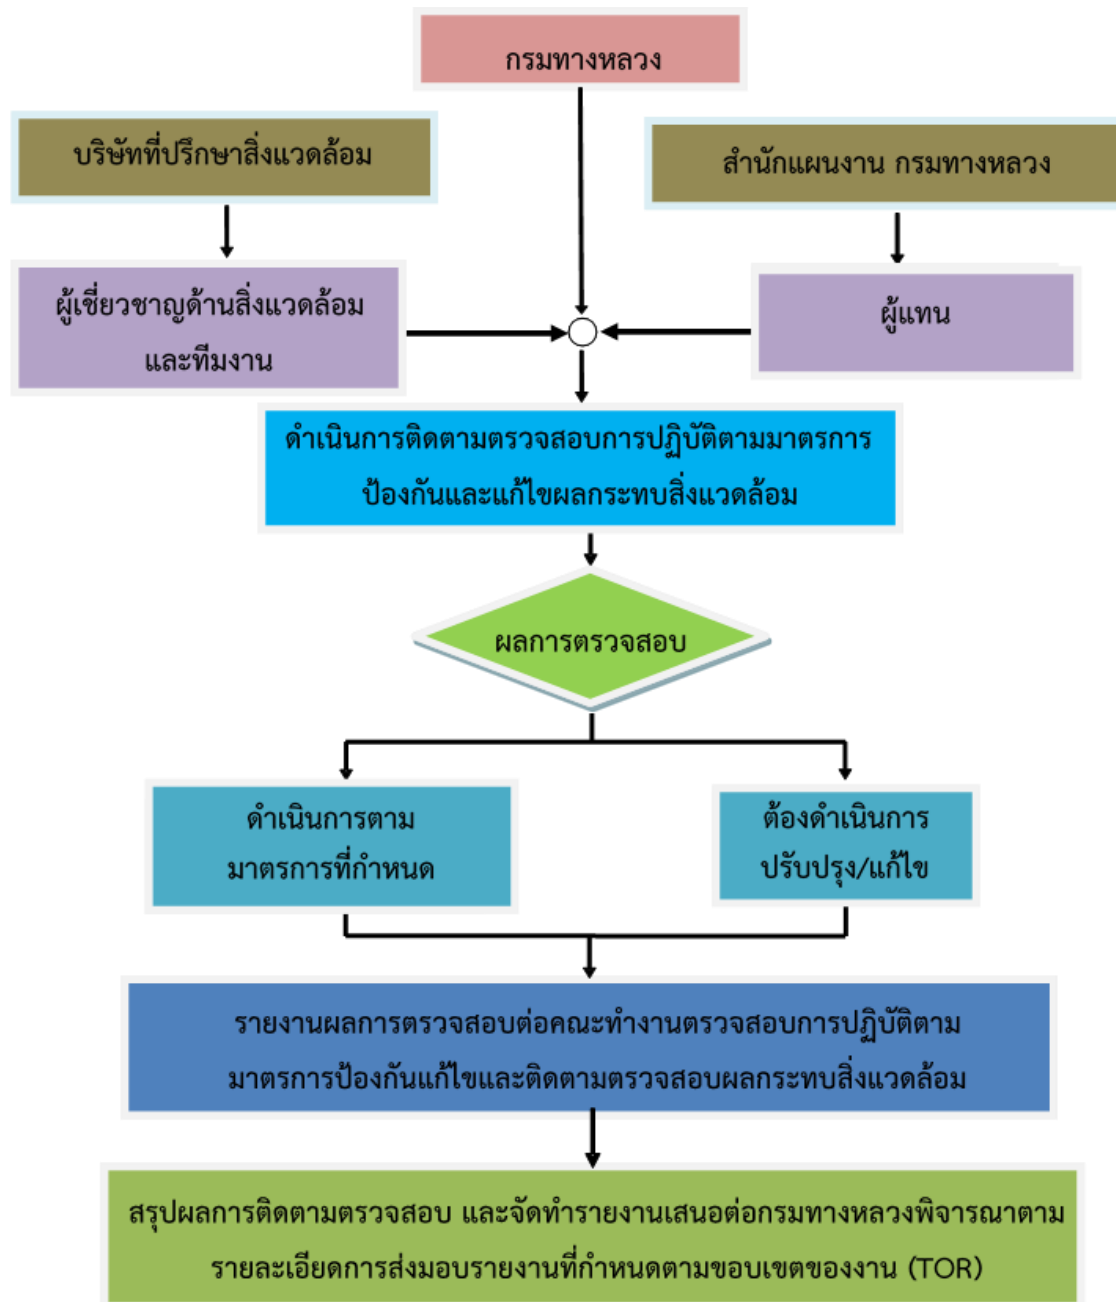 กรมทางหลวง
บริษัทที่ปรึกษาสิ่งแวดล้อม
สำนักแผนงาน กรมทางหลวง
ผู้เชี่ยวชาญด้านสิ่งแวดล้อม
และทีมงาน
ผู้แทน
ดำเนินการติดตามตรวจสอบการปฏิบัติตามมาตรการ
ป้องกันและแก้ไขผลกระทบสิ่งแวดล้อม
ผลการตรวจสอบ
ดำเนินการตาม
มาตรการที่กำหนด
ต้องดำเนินการ
ปรับปรุง/แก้ไข
รายงานผลการตรวจสอบต่อคณะทำงานตรวจสอบการปฏิบัติตาม
มาตรการป้องกันแก้ไขและติดตามตรวจสอบผลกระทบสิ่งแวดล้อม
สรุปผลการติดตามตรวจสอบ และจัดทำรายงานเสนอต่อกรมทางหลวงพิจารณาตาม
รายละเอียดการส่งมอบรายงานที่กำหนดตามขอบเขตของงาน (TOR)